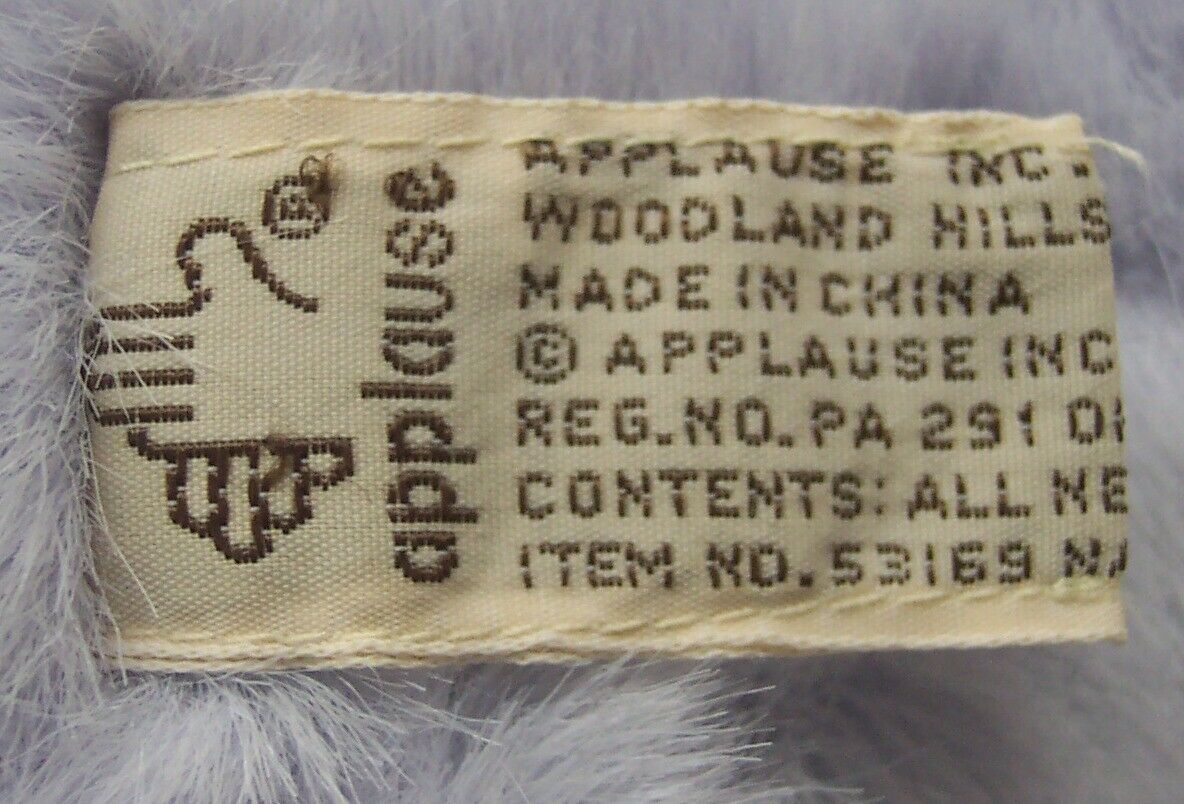 ®
applause
APPLAUSE INC.
WOODLAND HILLS
MADE IN CHINA
© APPLAUSE INC
REG. NO. PA 291
CONTENTS: ALL NE
ITEM NO. 53169